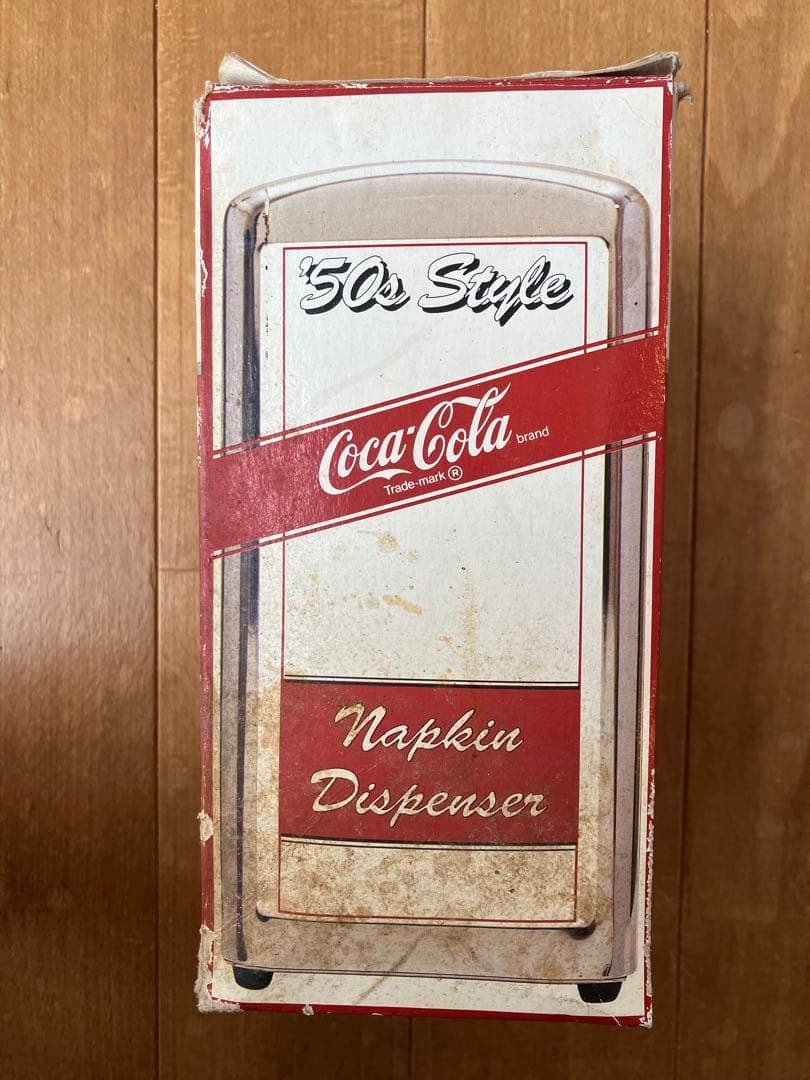 '50s Style
Coca-Cola brand
Trade-mark ®
Napkin
Dispenser